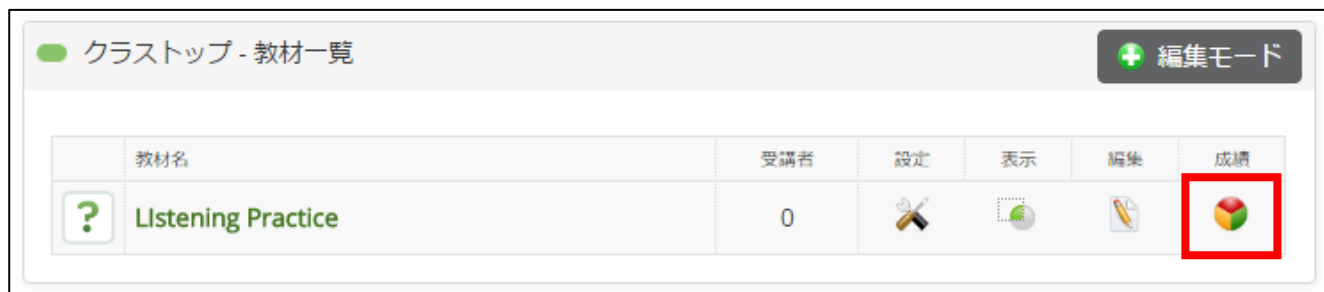 クラストップ - 教材一覧
編集モード
教材名 受講者 設定 表示 編集 成績
? LIstening Practice 0